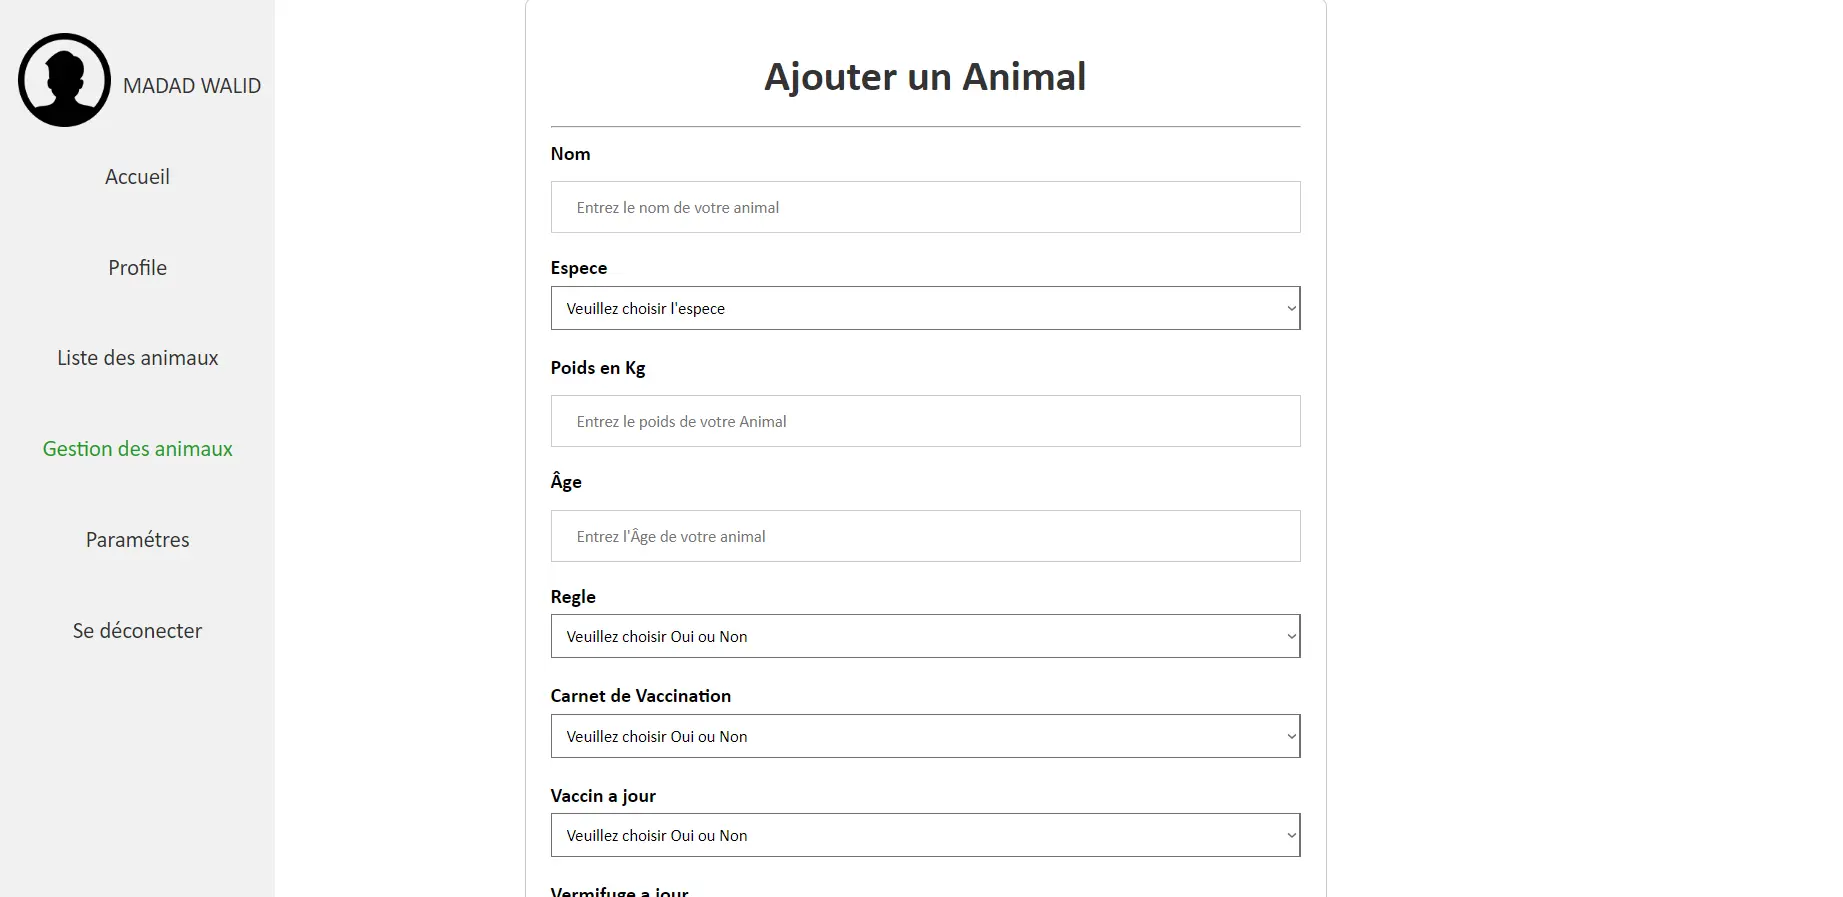 MADAD WALID
Accueil
Profile
Liste des animaux
Gestion des animaux
Paramétres
Se déconecter
Ajouter un Animal
Nom
Entrez le nom de votre animal
Espece
Veuillez choisir l'espece
Poids en Kg
Entrez le poids de votre Animal
Âge
Entrez l'Âge de votre animal
Regle
Veuillez choisir Oui ou Non
Carnet de Vaccination
Veuillez choisir Oui ou Non
Vaccin a jour
Veuillez choisir Oui ou Non
Vermifuge a jour